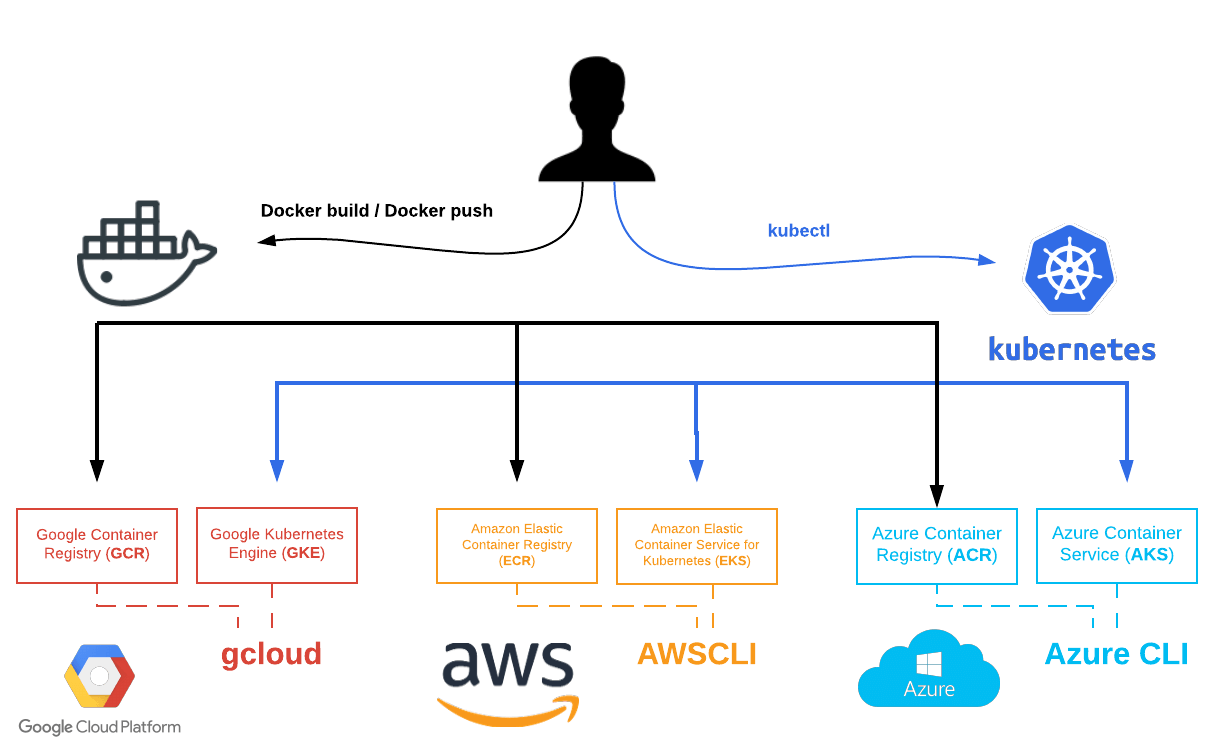 Docker build / Docker push
kubectl
kubernetes
Google Container
Registry (GCR)
Google Kubernetes
Engine (GKE)
Amazon Elastic
Container Registry
(ECR)
Amazon Elastic
Container Service for
Kubernetes (EKS)
Azure Container
Registry (ACR)
Azure Container
Service (AKS)
gcloud
AWSCLI
Azure CLI
aws
Azure
Google Cloud Platform